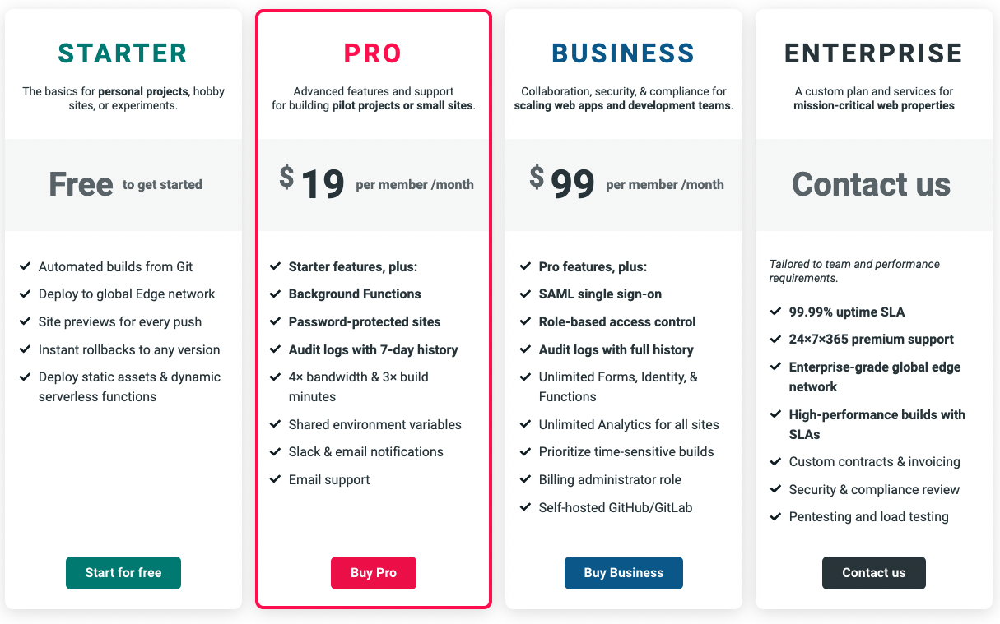 STARTER
The basics for personal projects, hobby
sites, or experiments.
Free to get started
Automated builds from Git
Deploy to global Edge network
Site previews for every push
Instant rollbacks to any version
Deploy static assets & dynamic
serverless functions
Start for free
PRO
Advanced features and support
for building pilot projects or small sites.
$ 19 per member /month
Starter features, plus:
Background Functions
Password-protected sites
Audit logs with 7-day history
4× bandwidth & 3× build
minutes
Shared environment variables
Slack & email notifications
Email support
Buy Pro
BUSINESS
Collaboration, security, & compliance for
scaling web apps and development teams.
$ 99 per member /month
Pro features, plus:
SAML single sign-on
Role-based access control
Audit logs with full history
Unlimited Forms, Identity, &
Functions
Unlimited Analytics for all sites
Prioritize time-sensitive builds
Billing administrator role
Self-hosted GitHub/GitLab
Buy Business
ENTERPRISE
A custom plan and services for
mission-critical web properties
Contact us
Tailored to team and performance
requirements.
99.99% uptime SLA
24×7×365 premium support
Enterprise-grade global edge
network
High-performance builds with
SLAs
Custom contracts & invoicing
Security & compliance review
Pentesting and load testing
Contact us